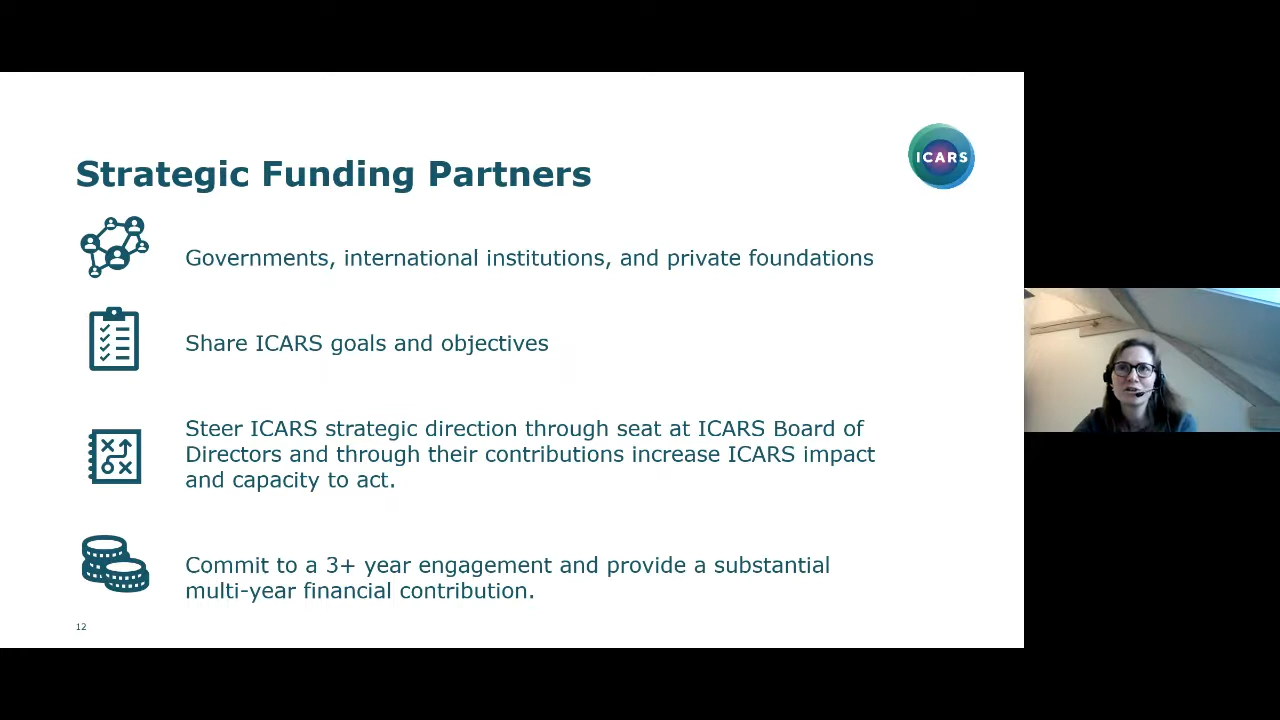 ICARS
Strategic Funding Partners
Governments, international institutions, and private foundations
Share ICARS goals and objectives
Steer ICARS strategic direction through seat at ICARS Board of
Directors and through their contributions increase ICARS impact
and capacity to act.
Commit to a 3+ year engagement and provide a substantial
multi-year financial contribution.
12